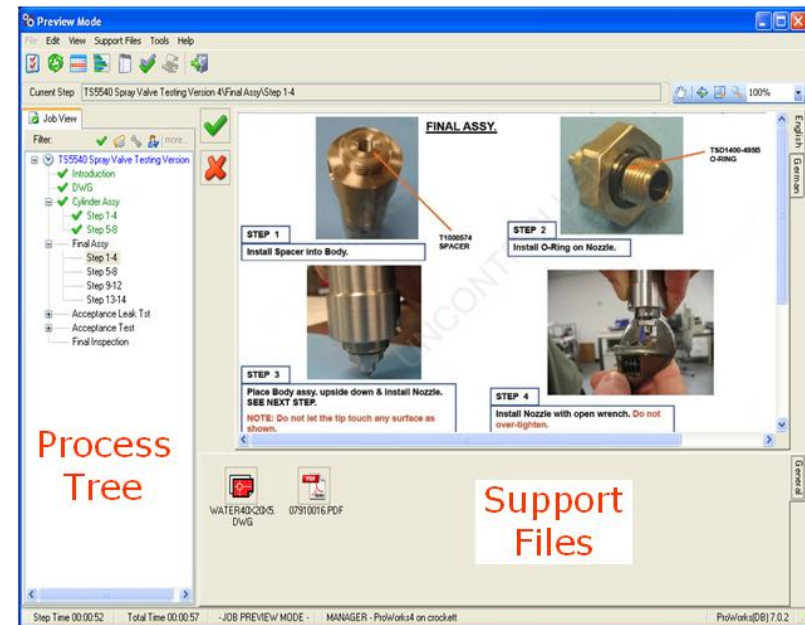 Preview Mode
File Edit View Support Files Tools Help
Current Step TS5540 Spray Valve Testing Version 4\Final Assy\Step 1-4
100%
Job View
Filter: more...
TS5540 Spray Valve Testing Version
Introduction
DWG
Cylinder Assy
Step 1-4
Step 5-8
Final Assy
Step 1-4
Step 5-8
Step 9-12
Step 13-14
Acceptance Leak Tst
Acceptance Test
Final Inspection
Process
Tree
FINAL ASSY.
STEP 1
Install Spacer into Body.
T1000574
SPACER
STEP 2
Install O-Ring on Nozzle.
TSD1400-495B
O-RING
STEP 3
Place Body assy. upside down & install Nozzle.
SEE NEXT STEP.
NOTE: Do not let the tip touch any surface as
shown.
STEP 4
Install Nozzle with open wrench. Do not
over-tighten.
English
German
WATER40X20X5.
DWG
07910016.PDF
Support
Files
General
Step Time 00:00:52 Total Time 00:00:57 -JOB PREVIEW MODE - MANAGER - ProWorks4 on crockett ProWorks(DB) 7.0.2